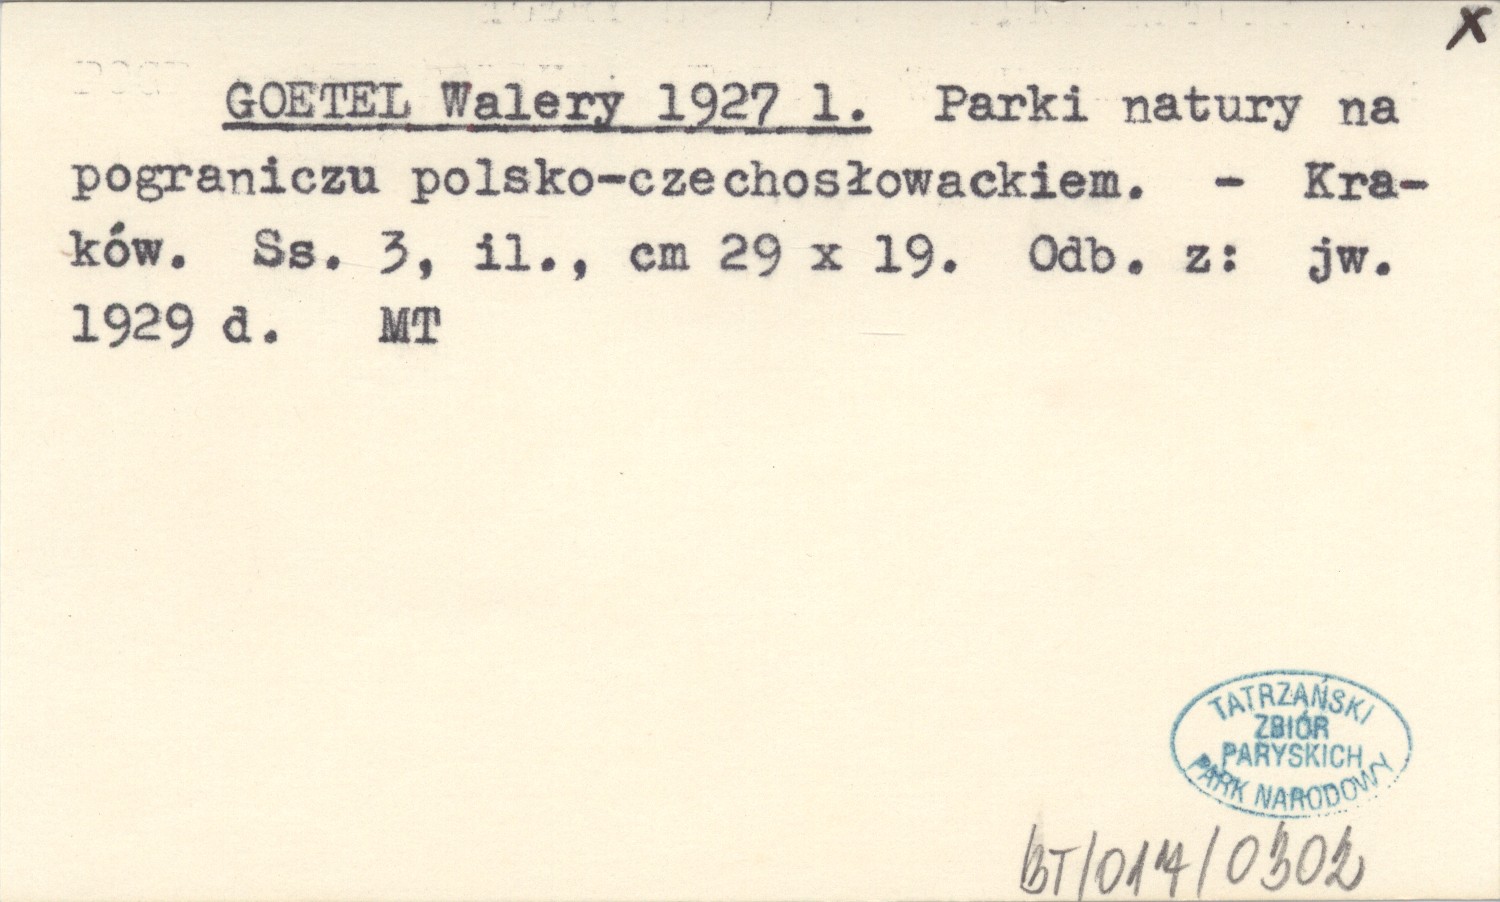 x
GOETEL Walery 1927 l. Parki natury na
pograniczu polsko-czechosłowackiem. - Kra-
ków. Ss. 3, il., cm 29 x 19. Odb. z: jw.
1929 d. MT
TATRZAŃSKI
ZBIÓR
PARYSKICH
PARK NARODOWY
BT/014/0302